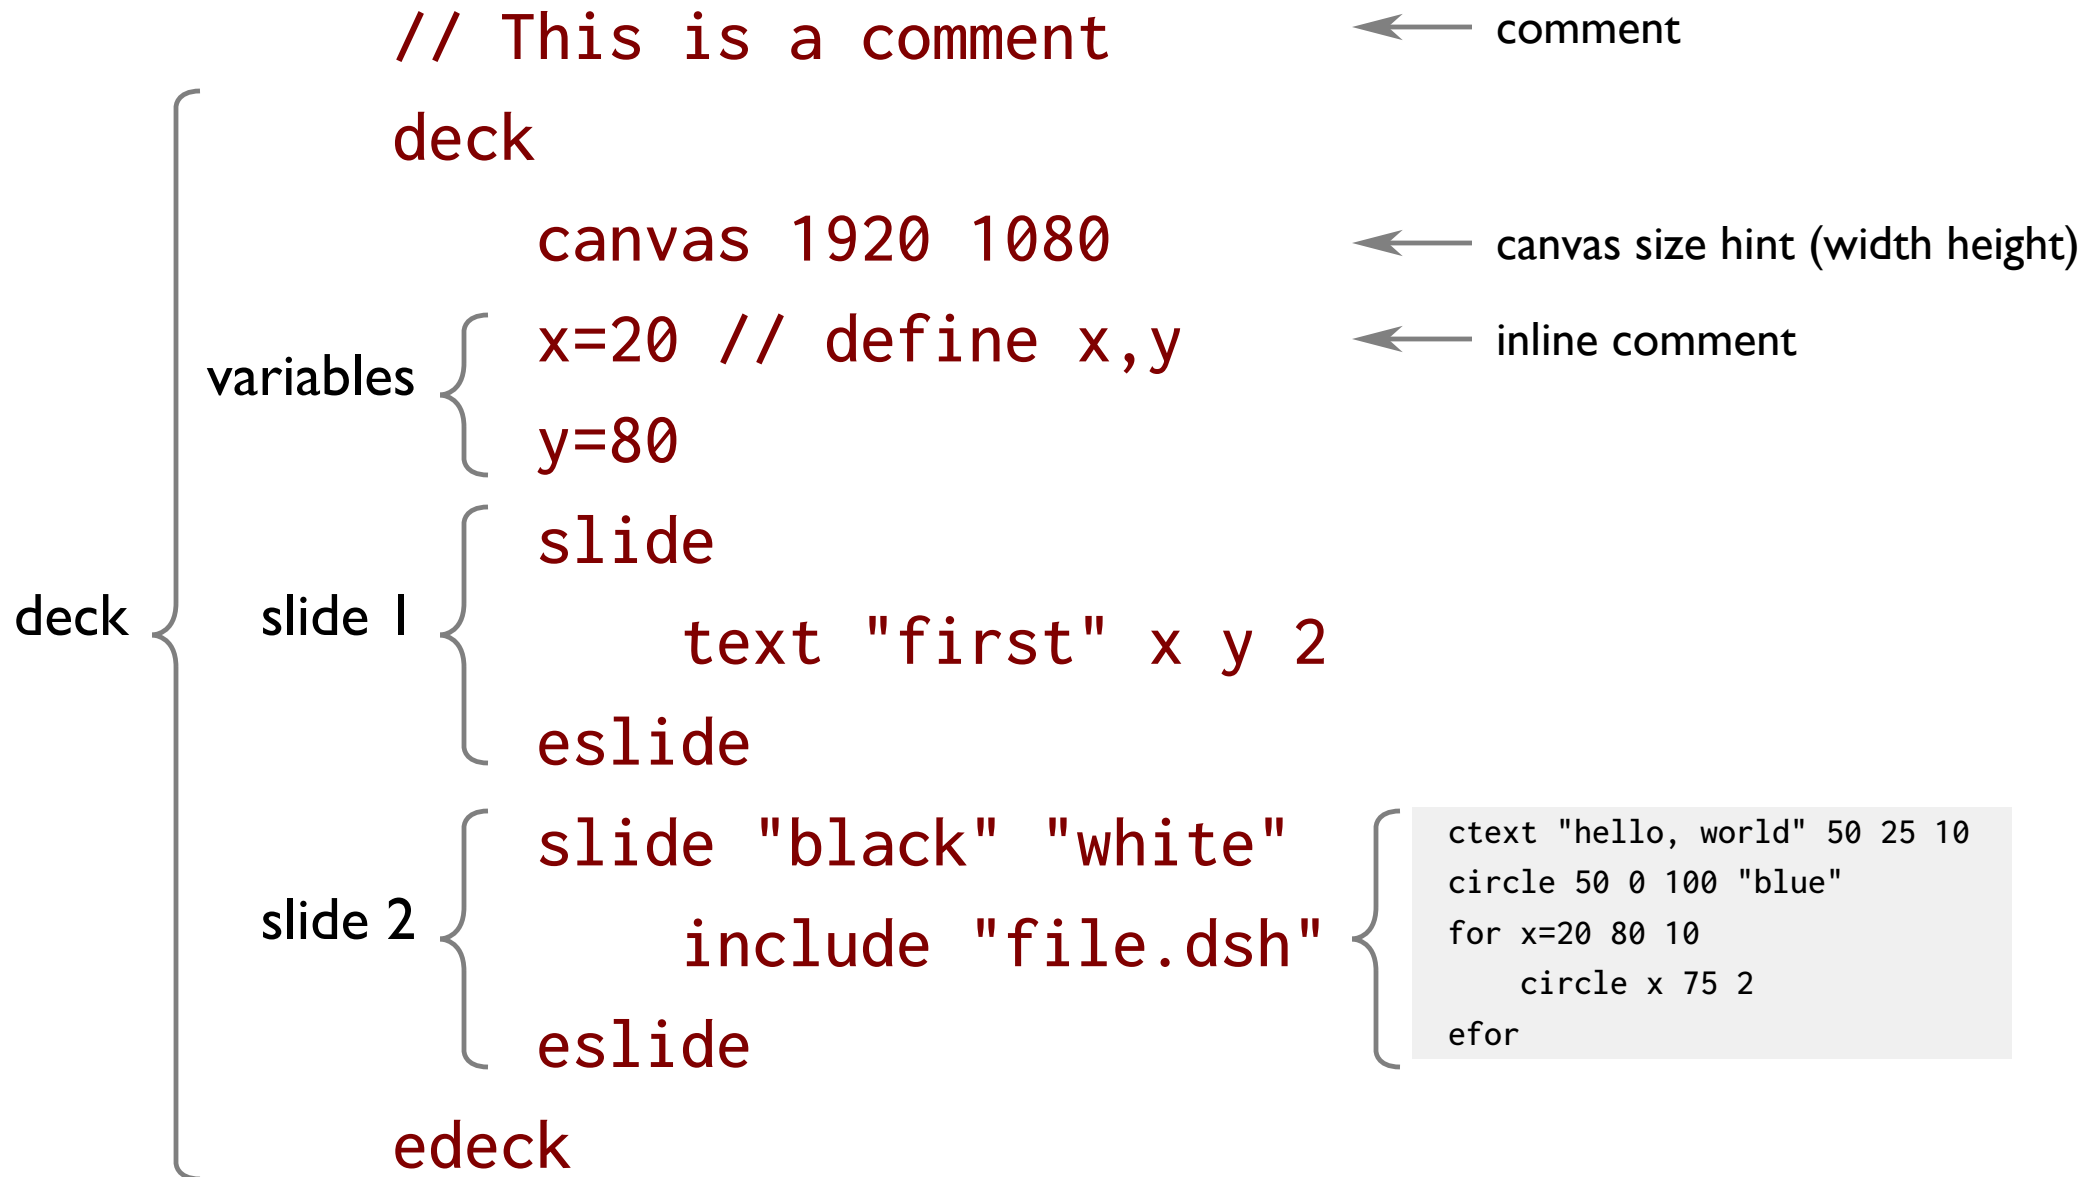 // This is a comment
comment
deck
canvas 1920 1080
canvas size hint (width height)
variables
x=20 // define x,y
inline comment
y=80
deck
slide 1
slide
text "first" x y 2
eslide
slide 2
slide "black" "white"
include "file.dsh"
eslide
ctext "hello, world" 50 25 10
circle 50 0 100 "blue"
for x=20 80 10
circle x 75 2
efor
edeck